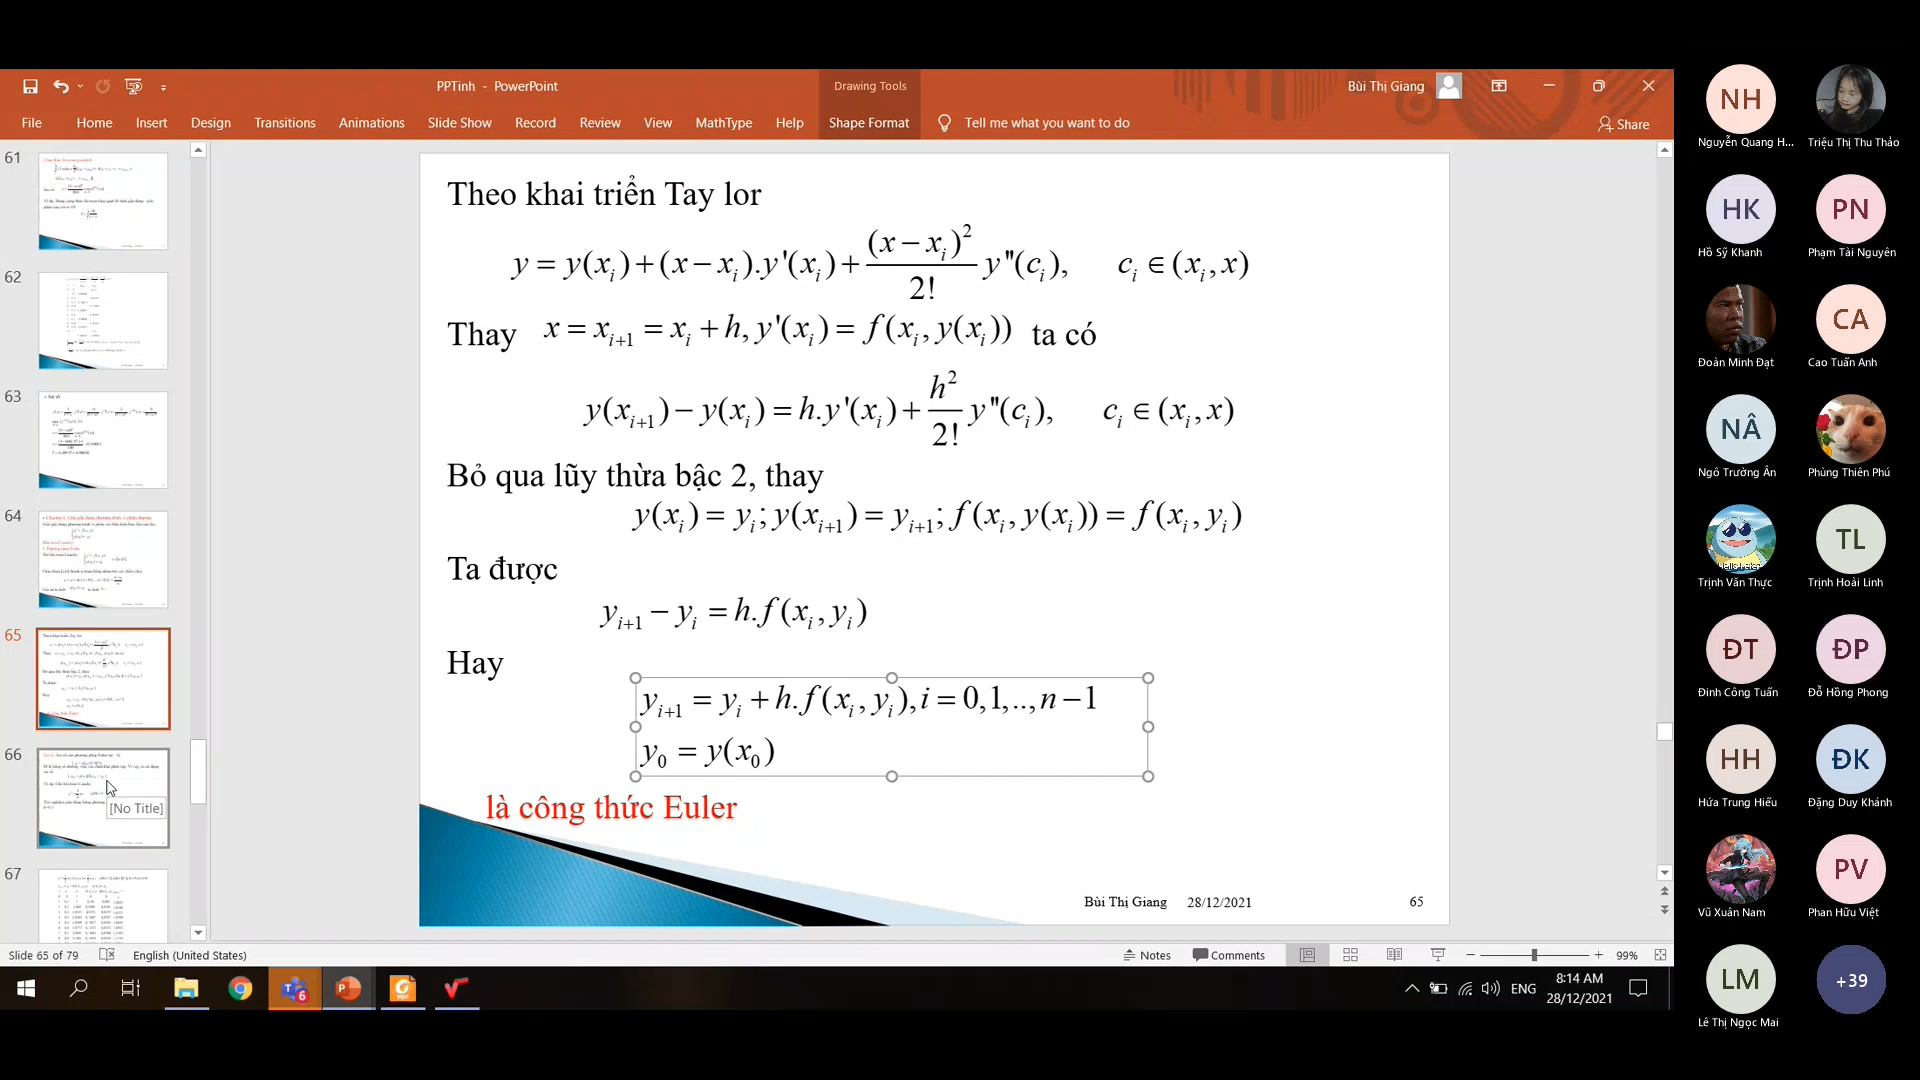 PPTinh - PowerPoint
Drawing Tools
Bùi Thị Giang
File Home Insert Design Transitions Animations Slide Show Record Review View MathType Help Shape Format Tell me what you want to do Share
61
62
63
64
65
66
67
[No Title]
Theo khai triển Tay lor
y = y(x_i) + (x − x_i).y'(x_i) + (x − x_i)^2 / 2! y''(c_i), c_i ∈ (x_i, x)
Thay x = x_{i+1} = x_i + h, y'(x_i) = f(x_i, y(x_i)) ta có
y(x_{i+1}) − y(x_i) = h.y'(x_i) + h^2 / 2! y''(c_i), c_i ∈ (x_i, x)
Bỏ qua lũy thừa bậc 2, thay
y(x_i) = y_i; y(x_{i+1}) = y_{i+1}; f(x_i, y(x_i)) = f(x_i, y_i)
Ta được
y_{i+1} − y_i = h.f(x_i, y_i)
Hay
y_{i+1} = y_i + h.f(x_i, y_i), i = 0,1,..,n−1
y_0 = y(x_0)
là công thức Euler
Bùi Thị Giang 28/12/2021 65
Slide 65 of 79 English (United States) Notes Comments 99%
6
ENG
8:14 AM
28/12/2021
NH
Nguyễn Quang H...
Triệu Thị Thu Thảo
HK
Hồ Sỹ Khanh
PN
Phạm Tài Nguyên
Đoàn Minh Đạt
CA
Cao Tuấn Anh
NÂ
Ngô Trường Ân
Phùng Thiên Phú
Trịnh Văn Thực
TL
Trịnh Hoài Linh
ĐT
Đinh Công Tuấn
ĐP
Đỗ Hồng Phong
HH
Hứa Trung Hiếu
ĐK
Đặng Duy Khánh
Vũ Xuân Nam
PV
Phan Hữu Việt
LM
Lê Thị Ngọc Mai
+39